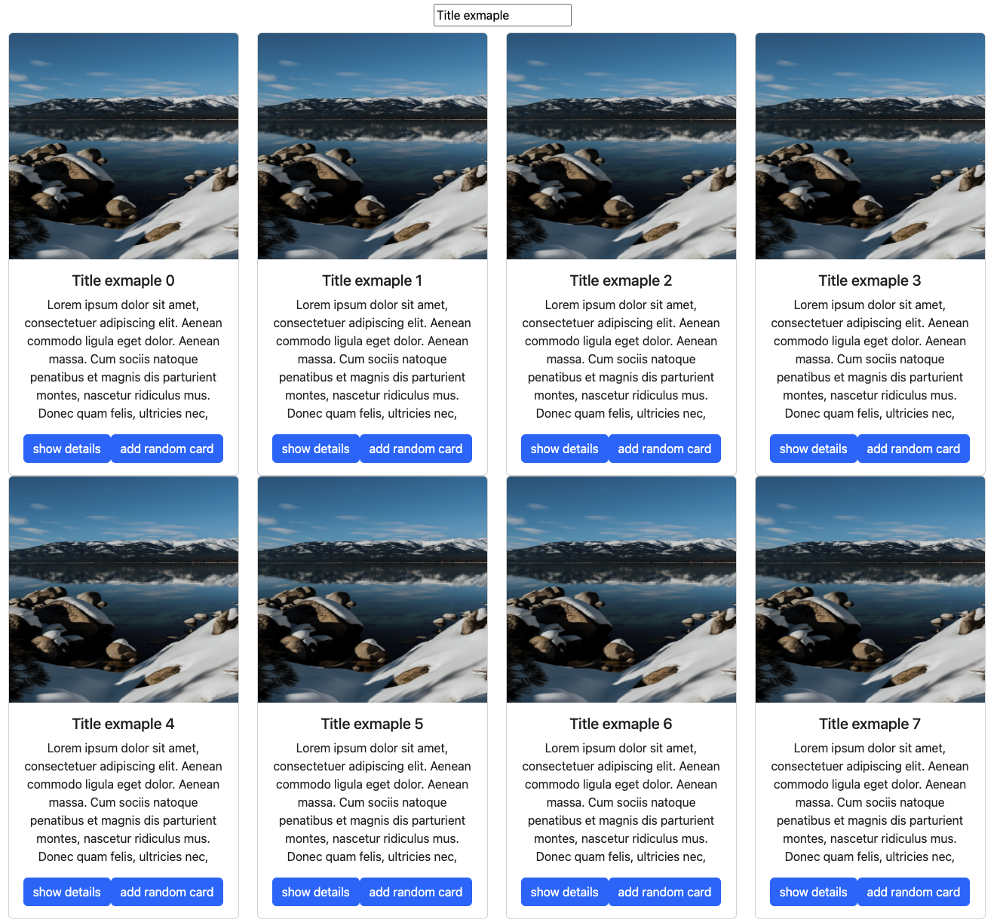 Title exmaple
Title exmaple 0
Lorem ipsum dolor sit amet,
consectetuer adipiscing elit. Aenean
commodo ligula eget dolor. Aenean
massa. Cum sociis natoque
penatibus et magnis dis parturient
montes, nascetur ridiculus mus.
Donec quam felis, ultricies nec,
show details add random card
Title exmaple 1
Lorem ipsum dolor sit amet,
consectetuer adipiscing elit. Aenean
commodo ligula eget dolor. Aenean
massa. Cum sociis natoque
penatibus et magnis dis parturient
montes, nascetur ridiculus mus.
Donec quam felis, ultricies nec,
show details add random card
Title exmaple 2
Lorem ipsum dolor sit amet,
consectetuer adipiscing elit. Aenean
commodo ligula eget dolor. Aenean
massa. Cum sociis natoque
penatibus et magnis dis parturient
montes, nascetur ridiculus mus.
Donec quam felis, ultricies nec,
show details add random card
Title exmaple 3
Lorem ipsum dolor sit amet,
consectetuer adipiscing elit. Aenean
commodo ligula eget dolor. Aenean
massa. Cum sociis natoque
penatibus et magnis dis parturient
montes, nascetur ridiculus mus.
Donec quam felis, ultricies nec,
show details add random card
Title exmaple 4
Lorem ipsum dolor sit amet,
consectetuer adipiscing elit. Aenean
commodo ligula eget dolor. Aenean
massa. Cum sociis natoque
penatibus et magnis dis parturient
montes, nascetur ridiculus mus.
Donec quam felis, ultricies nec,
show details add random card
Title exmaple 5
Lorem ipsum dolor sit amet,
consectetuer adipiscing elit. Aenean
commodo ligula eget dolor. Aenean
massa. Cum sociis natoque
penatibus et magnis dis parturient
montes, nascetur ridiculus mus.
Donec quam felis, ultricies nec,
show details add random card
Title exmaple 6
Lorem ipsum dolor sit amet,
consectetuer adipiscing elit. Aenean
commodo ligula eget dolor. Aenean
massa. Cum sociis natoque
penatibus et magnis dis parturient
montes, nascetur ridiculus mus.
Donec quam felis, ultricies nec,
show details add random card
Title exmaple 7
Lorem ipsum dolor sit amet,
consectetuer adipiscing elit. Aenean
commodo ligula eget dolor. Aenean
massa. Cum sociis natoque
penatibus et magnis dis parturient
montes, nascetur ridiculus mus.
Donec quam felis, ultricies nec,
show details add random card